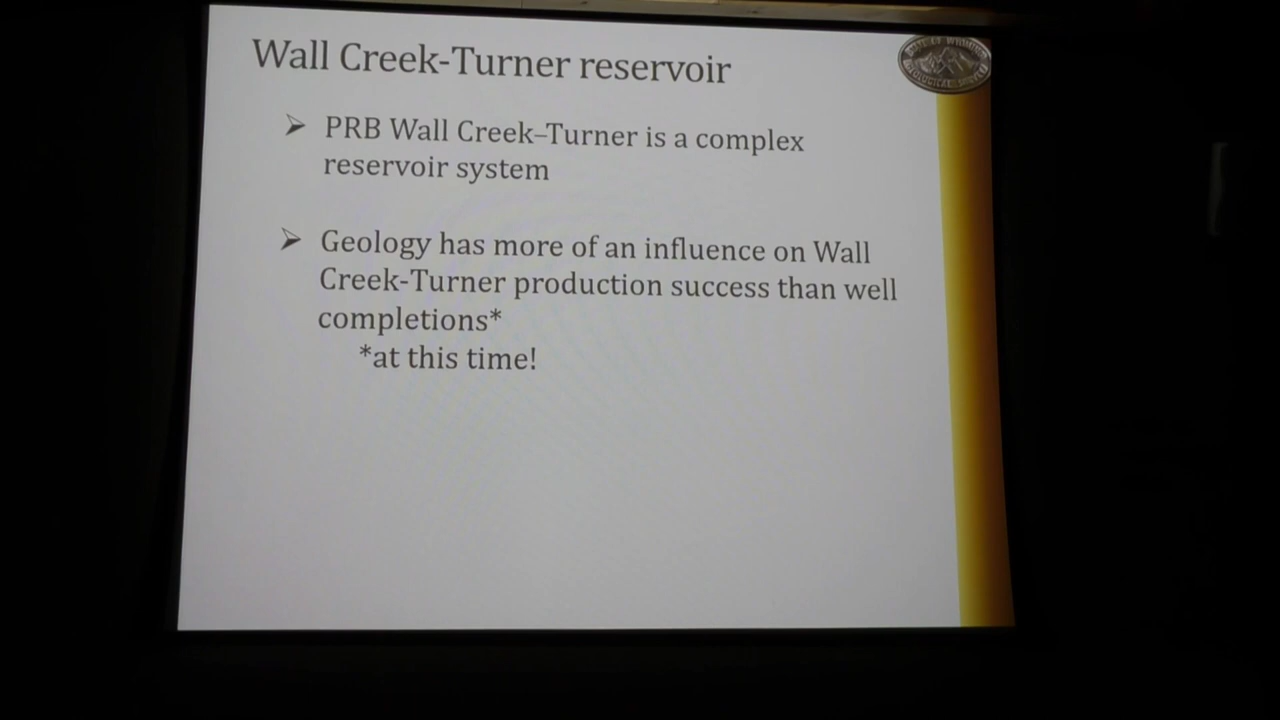 Wall Creek-Turner reservoir
➢ PRB Wall Creek–Turner is a complex
reservoir system
➢ Geology has more of an influence on Wall
Creek-Turner production success than well
completions*
*at this time!